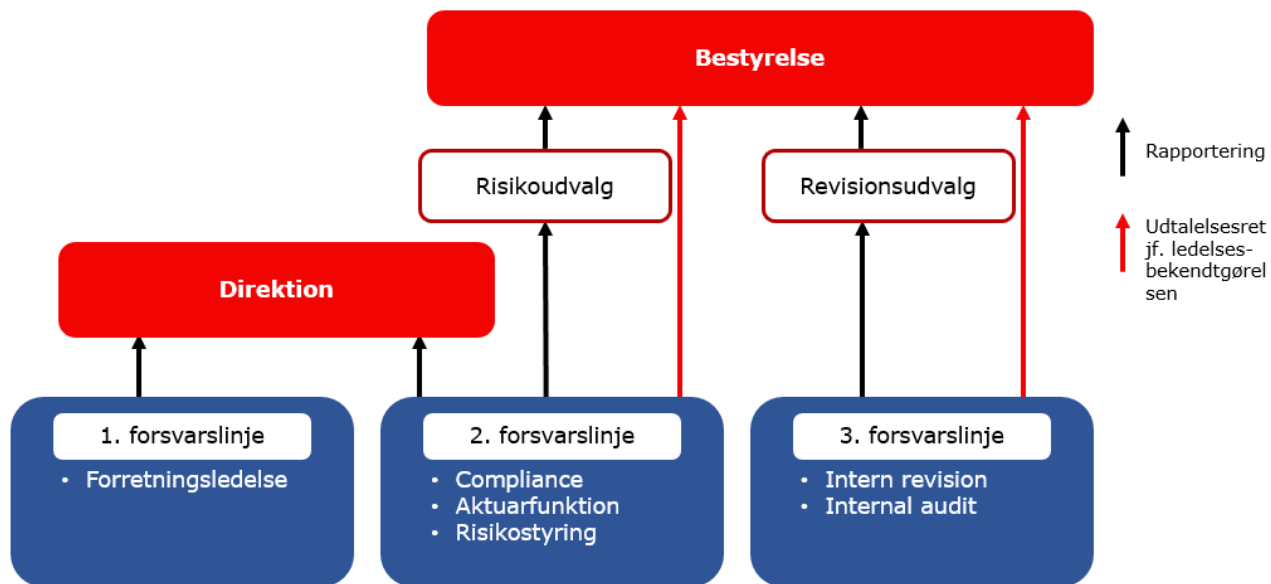 Bestyrelse
Risikoudvalg
Revisionsudvalg
Rapportering
Udtalelsesret
jf. ledelses-
bekendtgørel
sen
Direktion
1. forsvarslinje
• Forretningsledelse
2. forsvarslinje
• Compliance
• Aktuarfunktion
• Risikostyring
3. forsvarslinje
• Intern revision
• Internal audit